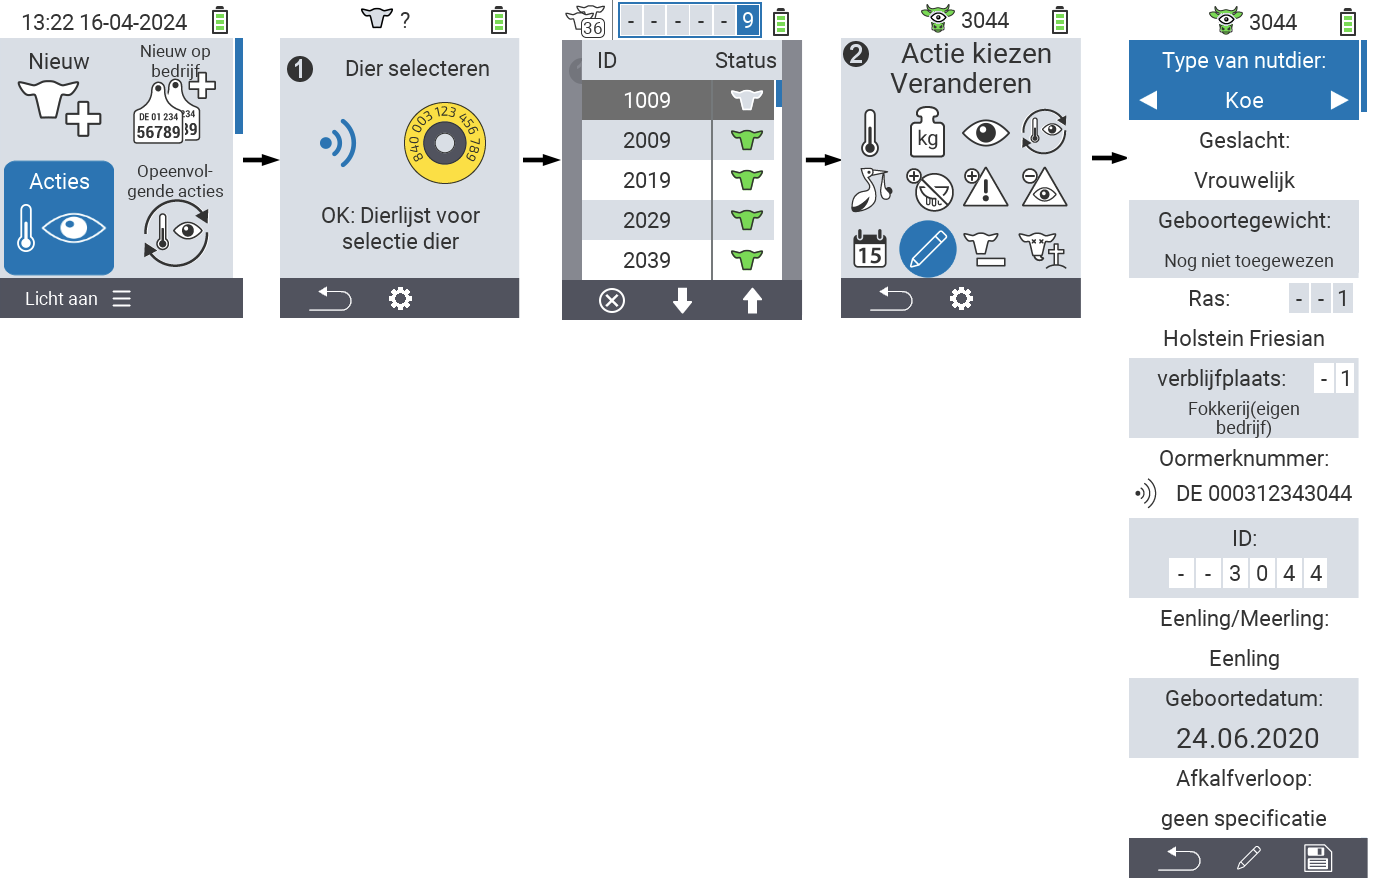 13:22 16-04-2024
Nieuw
Nieuw op
bedrijf
DE 01 234
234
56789
39
Acties
Opeenvol-
gende acties
Licht aan
?
1
Dier selecteren
840 003 123 456 789
OK: Dierlijst voor
selectie dier
36
- - - - - 9
ID Status
1009
2009
2019
2029
2039
3044
2
Actie kiezen
Veranderen
kg
15
3044
Type van nutdier:
Koe
Geslacht:
Vrouwelijk
Geboortegewicht:
Nog niet toegewezen
Ras: - - 1
Holstein Friesian
verblijfplaats: - 1
Fokkerij(eigen
bedrijf)
Oormerknummer:
DE 000312343044
ID:
- - 3 0 4 4
Eenling/Meerling:
Eenling
Geboortedatum:
24.06.2020
Afkalfverloop:
geen specificatie